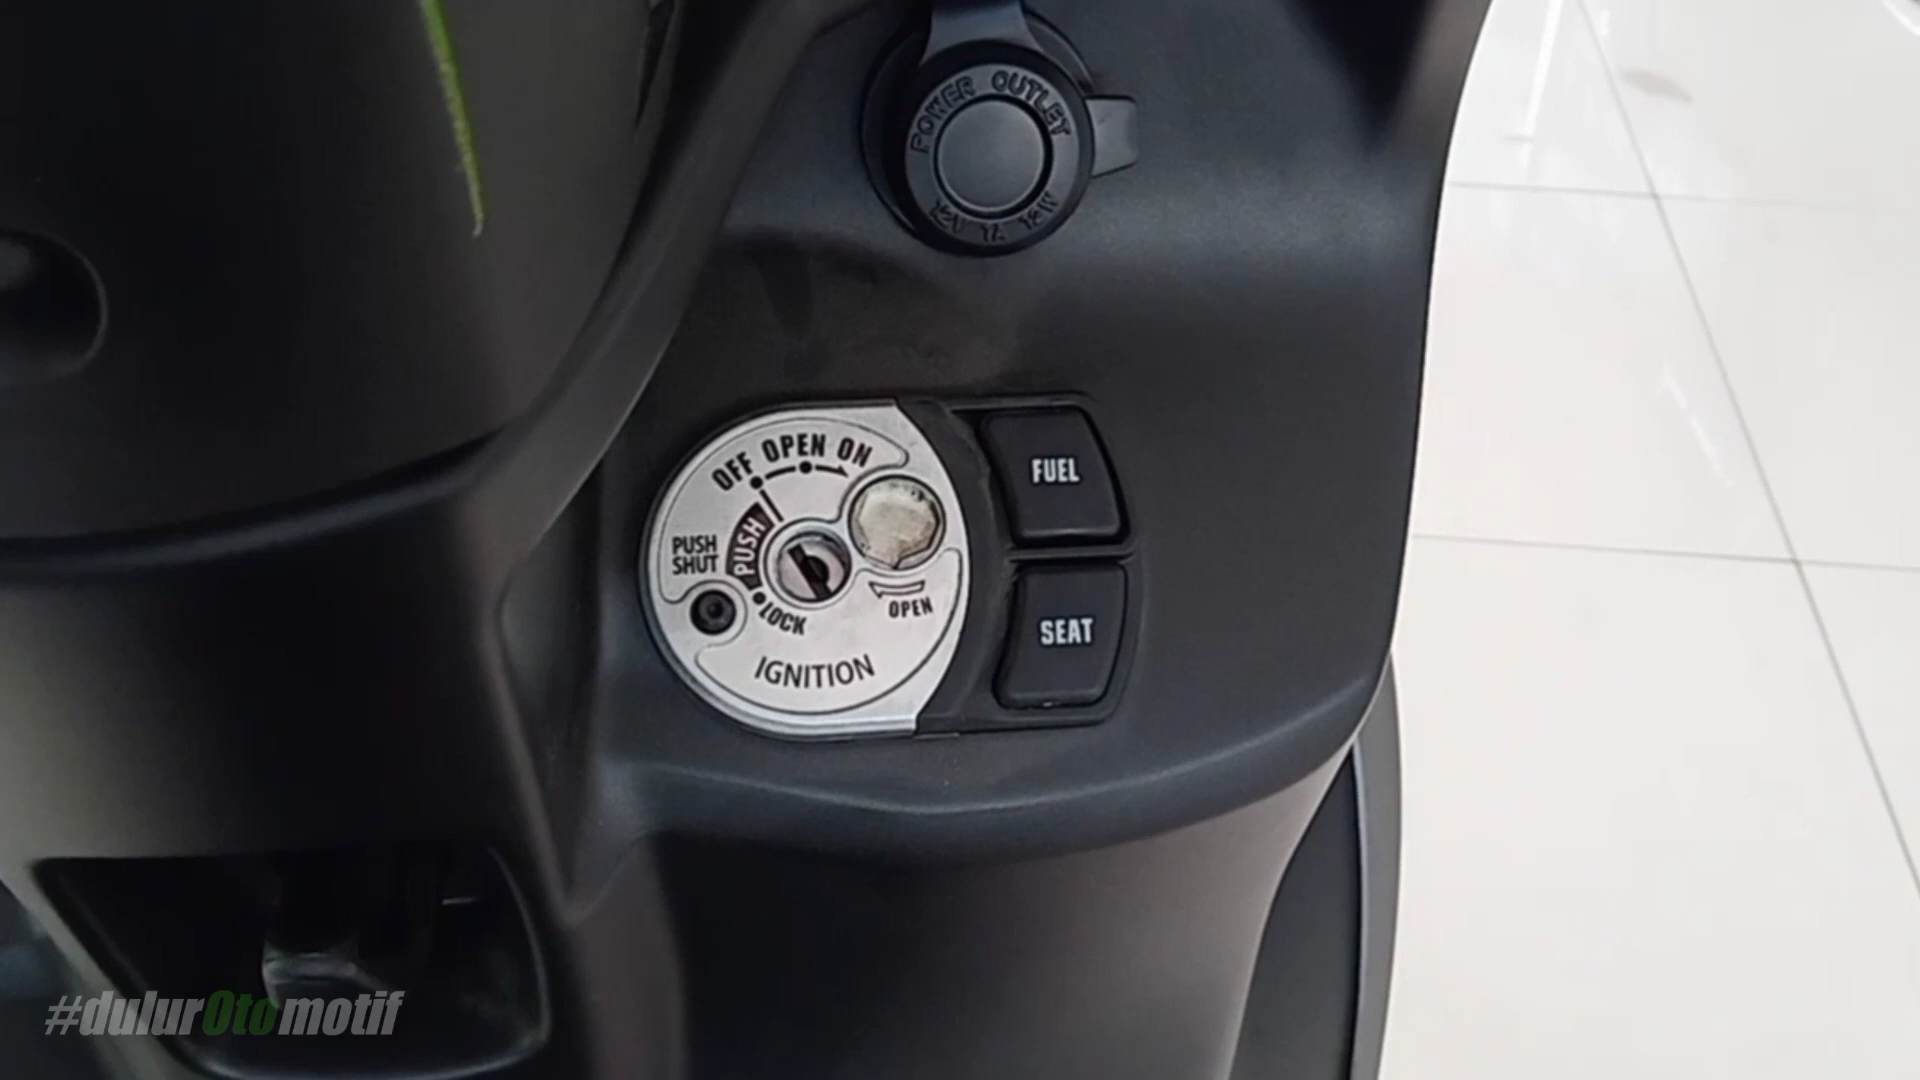 POWER OUTLET
12V 1A 12W
OFF OPEN ON
PUSH
SHUT
PUSH
LOCK
OPEN
IGNITION
FUEL
SEAT
#dulurOtomotif